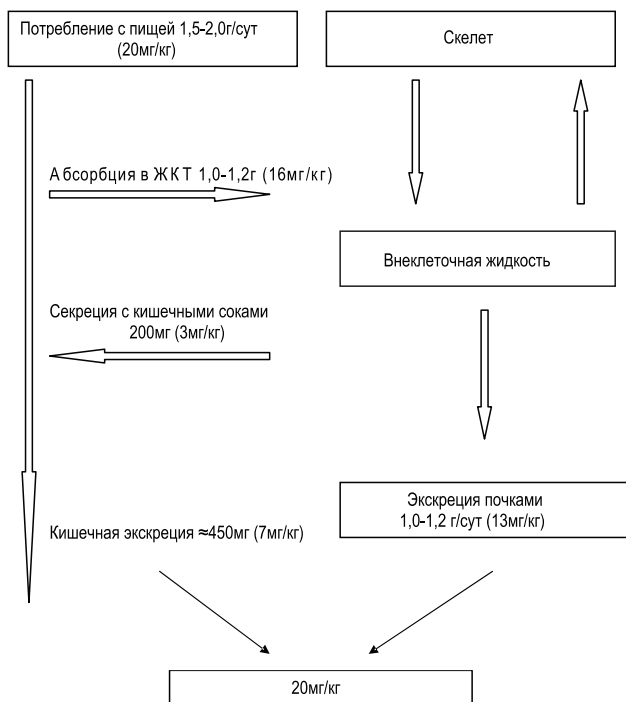 Потребление с пищей 1,5-2,0г/сут
(20мг/кг)
Скелет
Абсорбция в ЖКТ 1,0-1,2г (16мг/кг)
Внеклеточная жидкость
Секреция с кишечными соками
200мг (3мг/кг)
Экскреция почками
1,0-1,2 г/сут (13мг/кг)
Кишечная экскреция ≈450мг (7мг/кг)
20мг/кг